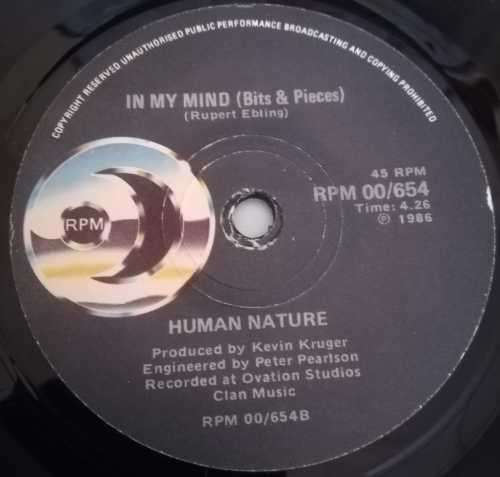 COPYRIGHT RESERVED UNAUTHORISED PUBLIC PERFORMANCE BROADCASTING AND COPYING PROHIBITED
IN MY MIND (Bits & Pieces)
(Rupert Ebling)
45 RPM
RPM 00/654
Time: 4.26
Ⓟ 1986
RPM
HUMAN NATURE
Produced by Kevin Kruger
Engineered by Peter Pearlson
Recorded at Ovation Studios
Clan Music
RPM 00/654B